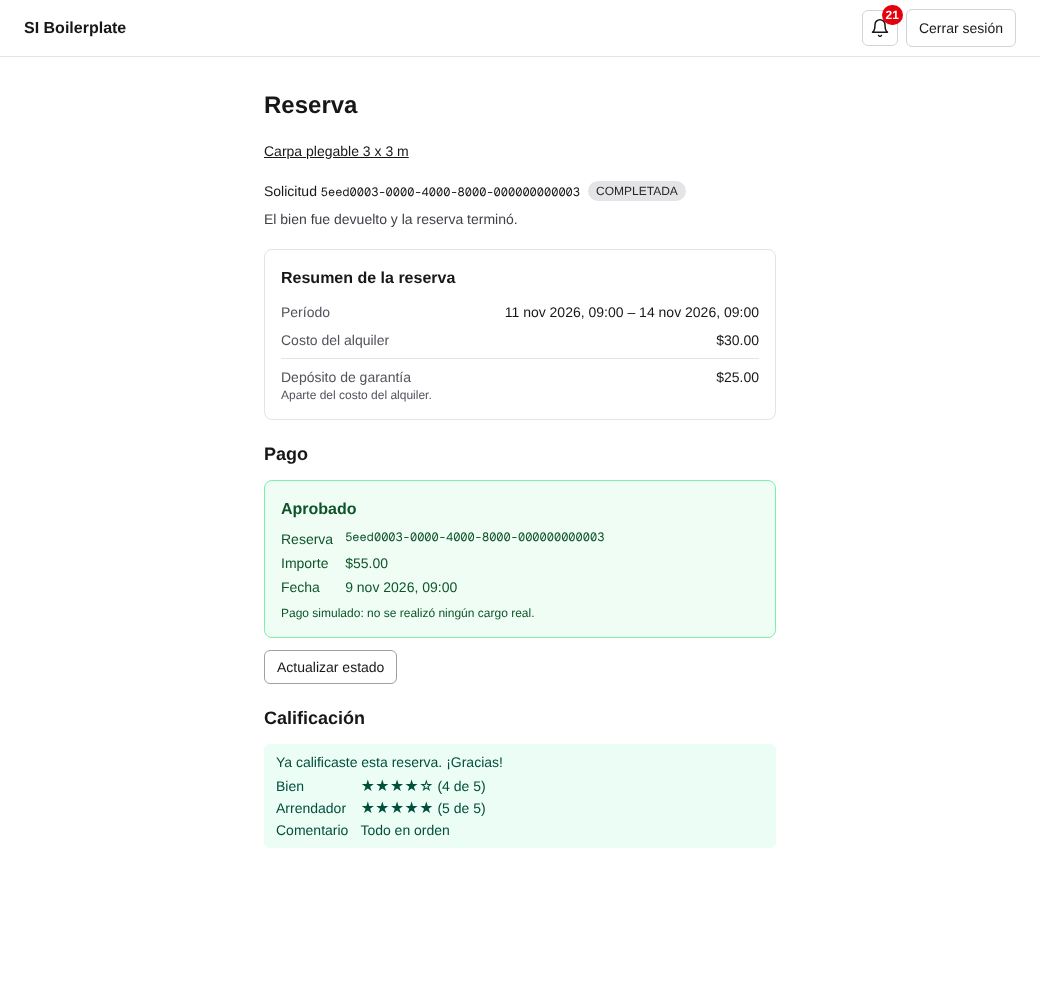 SI Boilerplate
21
Cerrar sesión
Reserva
Carpa plegable 3 x 3 m
Solicitud 5eed0003-0000-4000-8000-000000000003 COMPLETADA
El bien fue devuelto y la reserva terminó.
Resumen de la reserva
Período 11 nov 2026, 09:00 – 14 nov 2026, 09:00
Costo del alquiler $30.00
Depósito de garantía $25.00
Aparte del costo del alquiler.
Pago
Aprobado
Reserva 5eed0003-0000-4000-8000-000000000003
Importe $55.00
Fecha 9 nov 2026, 09:00
Pago simulado: no se realizó ningún cargo real.
Actualizar estado
Calificación
Ya calificaste esta reserva. ¡Gracias!
Bien ★★★★☆ (4 de 5)
Arrendador ★★★★★ (5 de 5)
Comentario Todo en orden